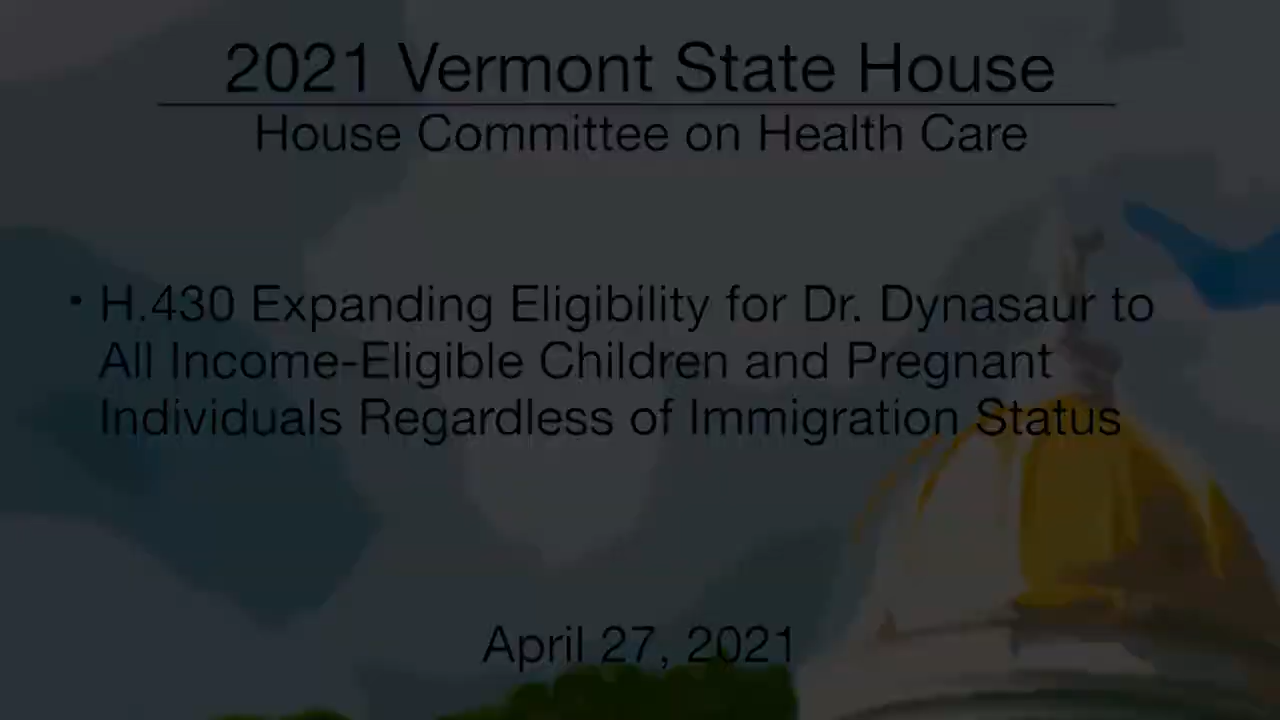 2021 Vermont State House
House Committee on Health Care
• H.430 Expanding Eligibility for Dr. Dynasaur to
All Income-Eligible Children and Pregnant
Individuals Regardless of Immigration Status
April 27, 2021